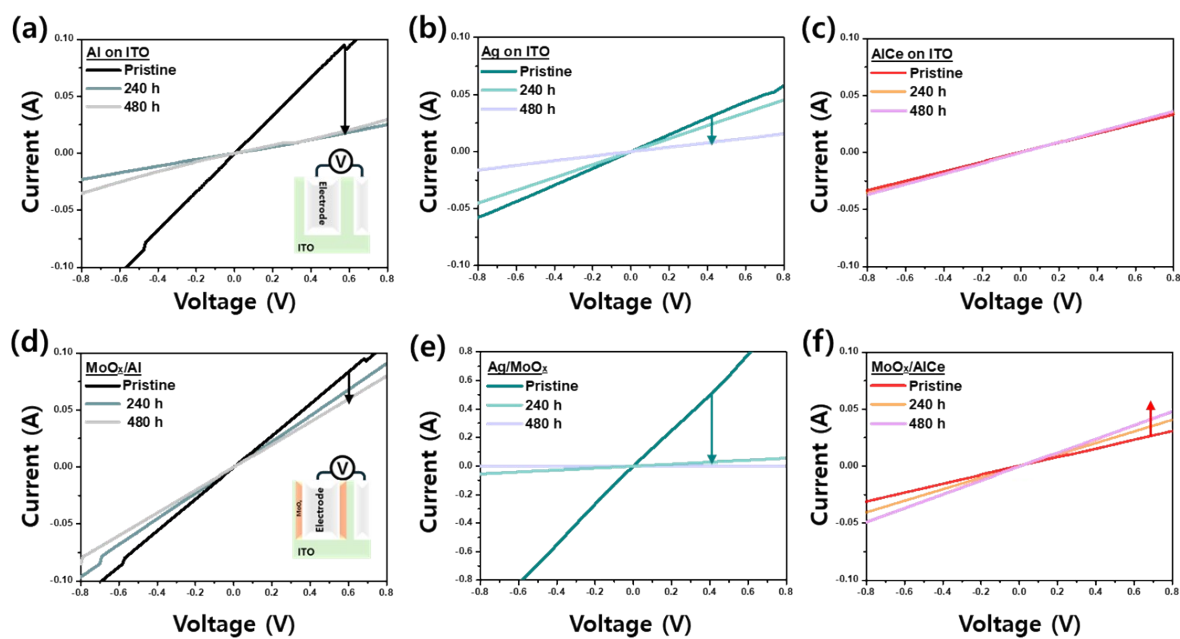 (a)
Al on ITO
Pristine
240 h
480 h
Current (A)
0.10
0.05
0.00
-0.05
-0.10
-0.8 -0.6 -0.4 -0.2 0.0 0.2 0.4 0.6 0.8
Voltage (V)
V
Electrode
ITO
(b)
Ag on ITO
Pristine
240 h
480 h
Current (A)
0.10
0.05
0.00
-0.05
-0.10
-0.8 -0.6 -0.4 -0.2 0.0 0.2 0.4 0.6 0.8
Voltage (V)
(c)
AlCe on ITO
Pristine
240 h
480 h
Current (A)
0.10
0.05
0.00
-0.05
-0.10
-0.8 -0.6 -0.4 -0.2 0.0 0.2 0.4 0.6 0.8
Voltage (V)
(d)
MoOx/Al
Pristine
240 h
480 h
Current (A)
0.10
0.05
0.00
-0.05
-0.10
-0.8 -0.6 -0.4 -0.2 0.0 0.2 0.4 0.6 0.8
Voltage (V)
V
MoOx
Electrode
ITO
(e)
Ag/MoOx
Pristine
240 h
480 h
Current (A)
0.8
0.6
0.4
0.2
0.0
-0.2
-0.4
-0.6
-0.8
-0.8 -0.6 -0.4 -0.2 0.0 0.2 0.4 0.6 0.8
Voltage (V)
(f)
MoOx/AlCe
Pristine
240 h
480 h
Current (A)
0.10
0.05
0.00
-0.05
-0.10
-0.8 -0.6 -0.4 -0.2 0.0 0.2 0.4 0.6 0.8
Voltage (V)